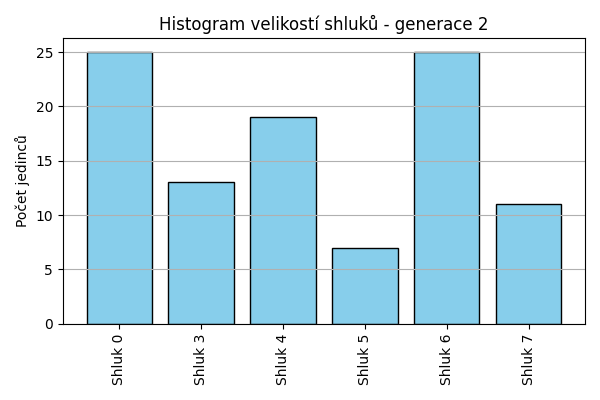 Histogram velikostí shluků - generace 2
Počet jedinců
25
20
15
10
5
0
Shluk 0
Shluk 3
Shluk 4
Shluk 5
Shluk 6
Shluk 7